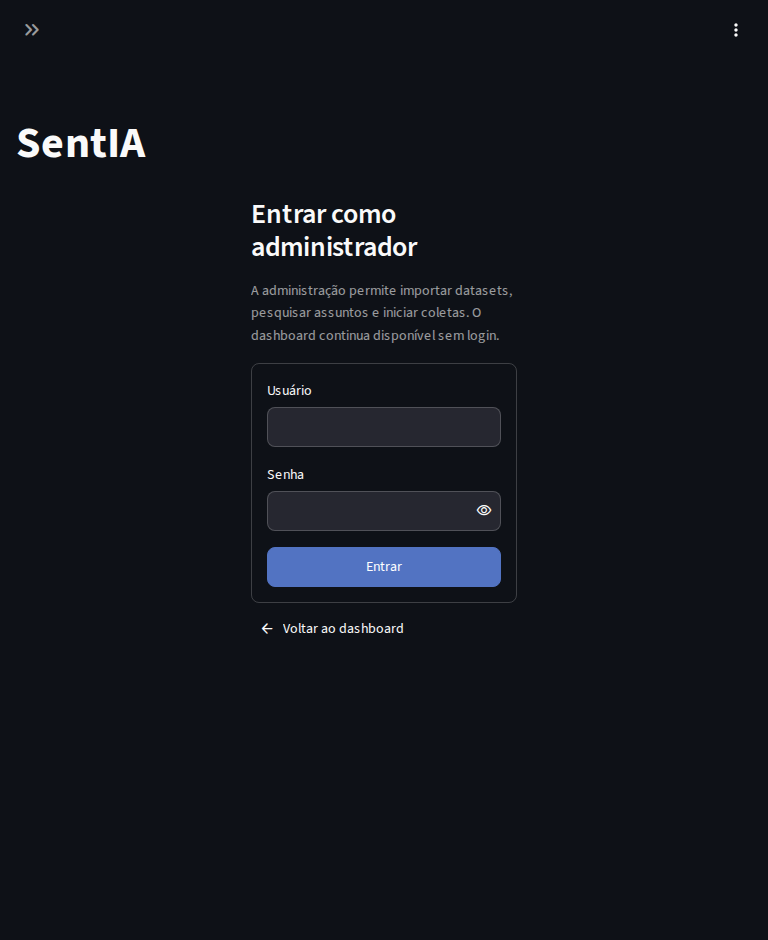 SentIA
Entrar como
administrador
A administração permite importar datasets,
pesquisar assuntos e iniciar coletas. O
dashboard continua disponível sem login.
Usuário
Senha
Entrar
Voltar ao dashboard